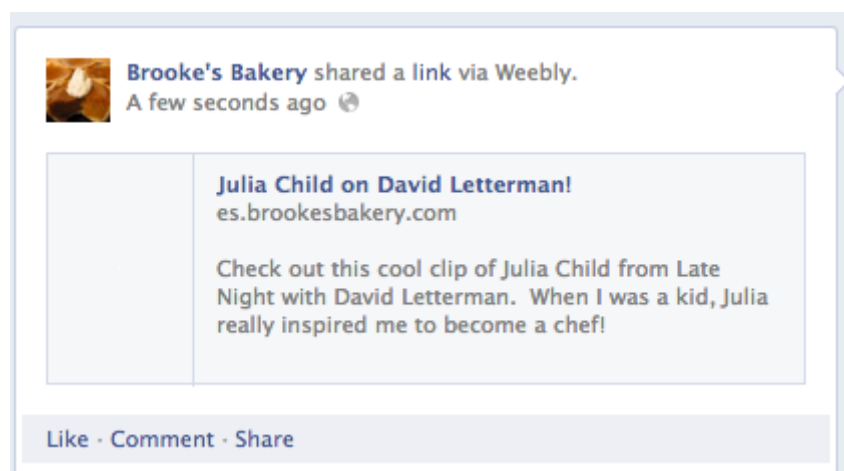 Brooke's Bakery shared a link via Weebly.
A few seconds ago
Julia Child on David Letterman!
es.brookesbakery.com
Check out this cool clip of Julia Child from Late
Night with David Letterman.  When I was a kid, Julia
really inspired me to become a chef!
Like · Comment · Share